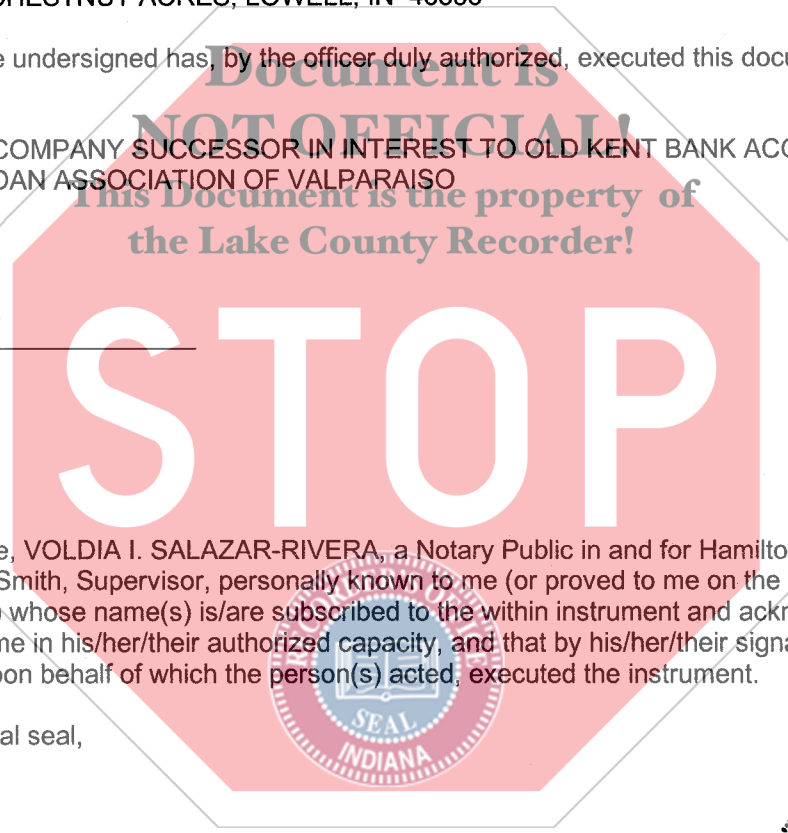 CHESTNUT ACRES, LOWELL, IN
e undersigned has, by the officer duly authorized, executed this docu
Document is
NOT OFFICIAL!
COMPANY SUCCESSOR IN INTEREST TO OLD KENT BANK ACC
OAN ASSOCIATION OF VALPARAISO
This Document is the property of
the Lake County Recorder!
STOP
e, VOLDIA I. SALAZAR-RIVERA, a Notary Public in and for Hamilto
Smith, Supervisor, personally known to me (or proved to me on the
whose name(s) is/are subscribed to the within instrument and ackn
me in his/her/their authorized capacity, and that by his/her/their signa
oon behalf of which the person(s) acted, executed the instrument.
RECORDER'S OFFICE
SEAL
INDIANA
al seal,